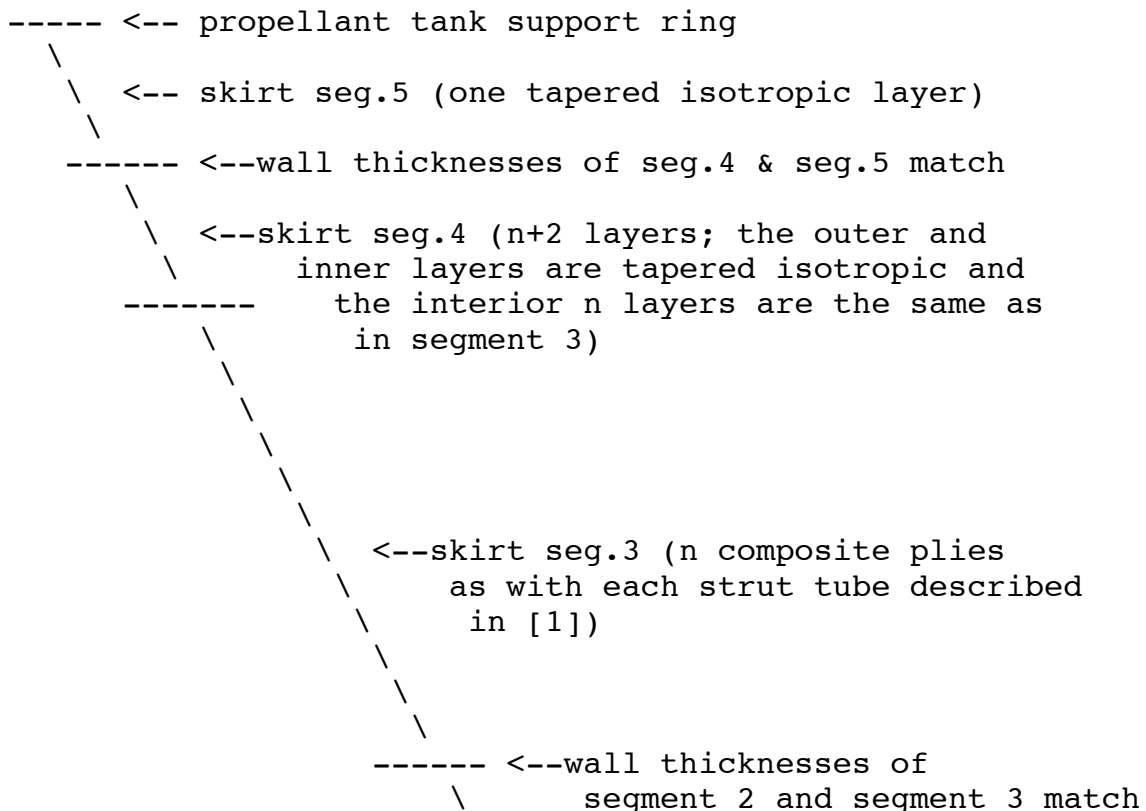 ----- <-- propellant tank support ring
\
\ <-- skirt seg.5 (one tapered isotropic layer)
\
------ <--wall thicknesses of seg.4 & seg.5 match
\
\ <--skirt seg.4 (n+2 layers; the outer and
\ inner layers are tapered isotropic and
------- the interior n layers are the same as
\ in segment 3)
\
\
\
\
\
\ <--skirt seg.3 (n composite plies
\ as with each strut tube described
\ in [1])
\
\
\
------ <--wall thicknesses of
\ segment 2 and segment 3 match